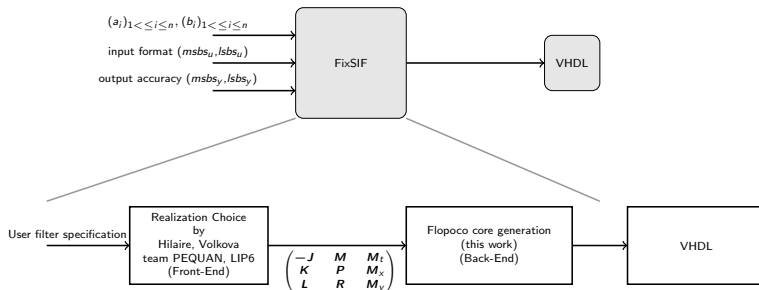 (a_i)_{1<≤i≤n}, (b_i)_{1<≤i≤n}
input format (msbs_u,lsbs_u)
output accuracy (msbs_y,lsbs_y)
FixSIF
VHDL
User filter specification
Realization Choice
by
Hilaire, Volkova
team PEQUAN, LIP6
(Front-End)
-J M M_t
K P M_x
L R M_y
Flopoco core generation
(this work)
(Back-End)
VHDL